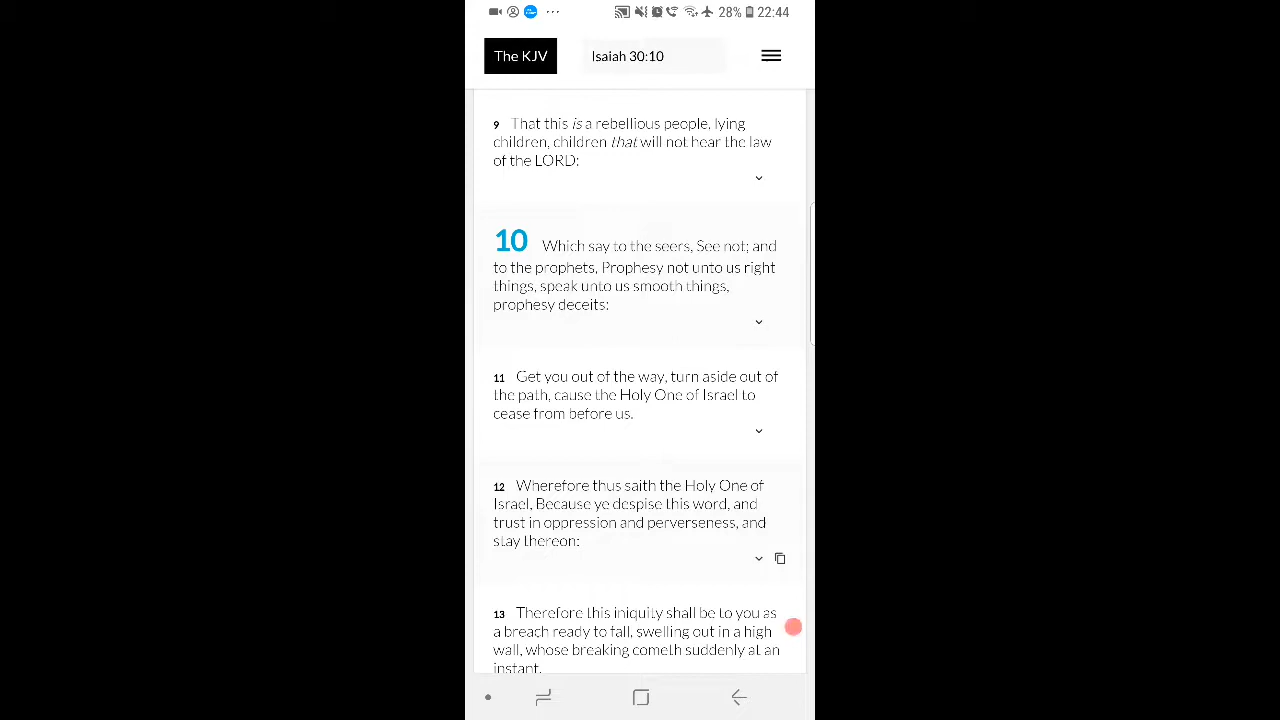 28% 22:44
The KJV Isaiah 30:10
9 That this is a rebellious people, lying
children, children that will not hear the law
of the LORD:
10 Which say to the seers, See not; and
to the prophets, Prophesy not unto us right
things, speak unto us smooth things,
prophesy deceits:
11 Get you out of the way, turn aside out of
the path, cause the Holy One of Israel to
cease from before us.
12 Wherefore thus saith the Holy One of
Israel, Because ye despise this word, and
trust in oppression and perverseness, and
stay thereon:
13 Therefore this iniquity shall be to you as
a breach ready to fall, swelling out in a high
wall, whose breaking cometh suddenly at an
instant.